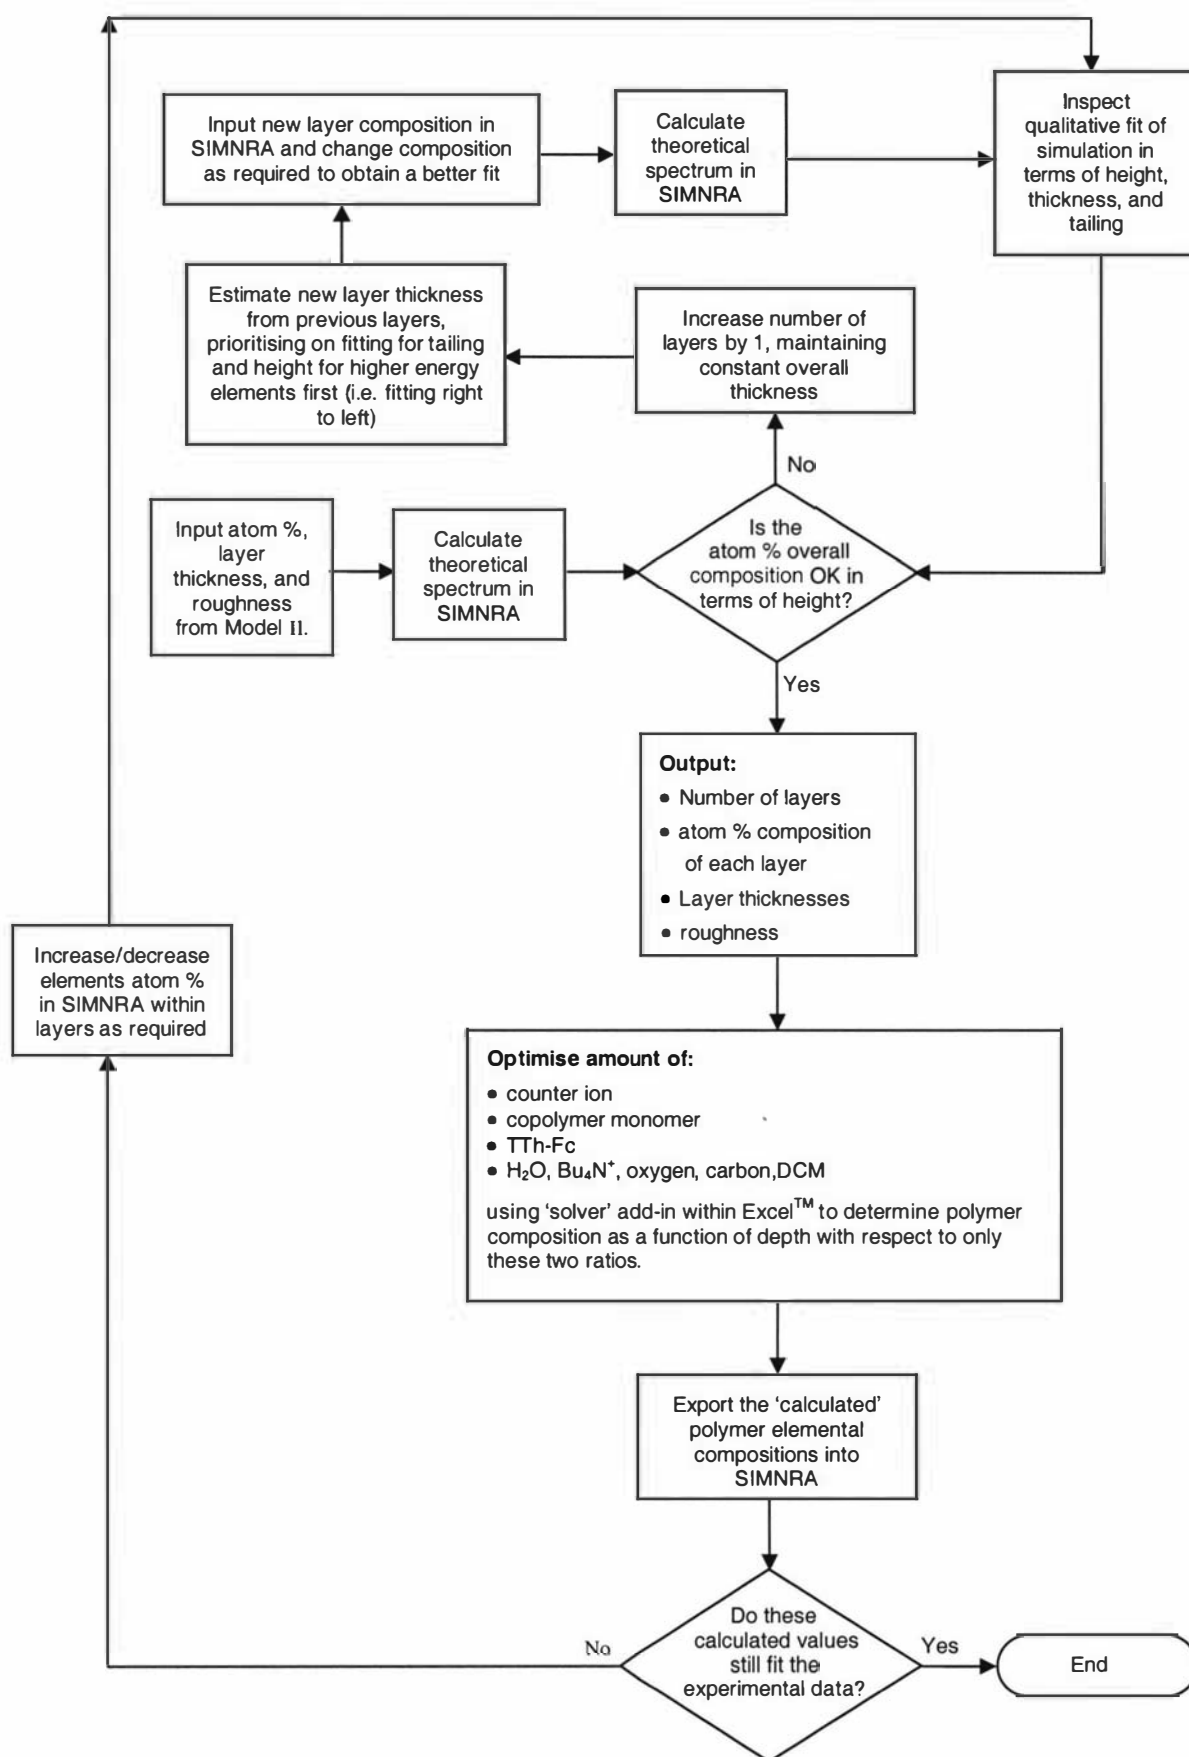 Inspect
qualitative fit of
simulation in
terms of height,
thickness, and
tailing
Input new layer composition in
SIMNRA and change composition
as required to obtain a better fit
Calculate
theoretical
spectrum in
SIMNRA
Estimate new layer thickness
from previous layers,
prioritising on fitting for tailing
and height for higher energy
elements first (i.e. fitting right
to left)
Increase number of
layers by 1, maintaining
constant overall
thickness
No
Input atom %,
layer
thickness, and
roughness
from Model II.
Calculate
theoretical
spectrum in
SIMNRA
Is the
atom % overall
composition OK in
terms of height?
Yes
Output:
• Number of layers
• atom % composition
of each layer
• Layer thicknesses
• roughness
Increase/decrease
elements atom %
in SIMNRA within
layers as required
Optimise amount of:
• counter ion
• copolymer monomer
• TTh-Fc
• H₂O, Bu₄N⁺, oxygen, carbon,DCM
using ‘solver’ add-in within Excel™ to determine polymer
composition as a function of depth with respect to only
these two ratios.
Export the ‘calculated’
polymer elemental
compositions into
SIMNRA
Do these
calculated values
still fit the
experimental data?
No
Yes
End